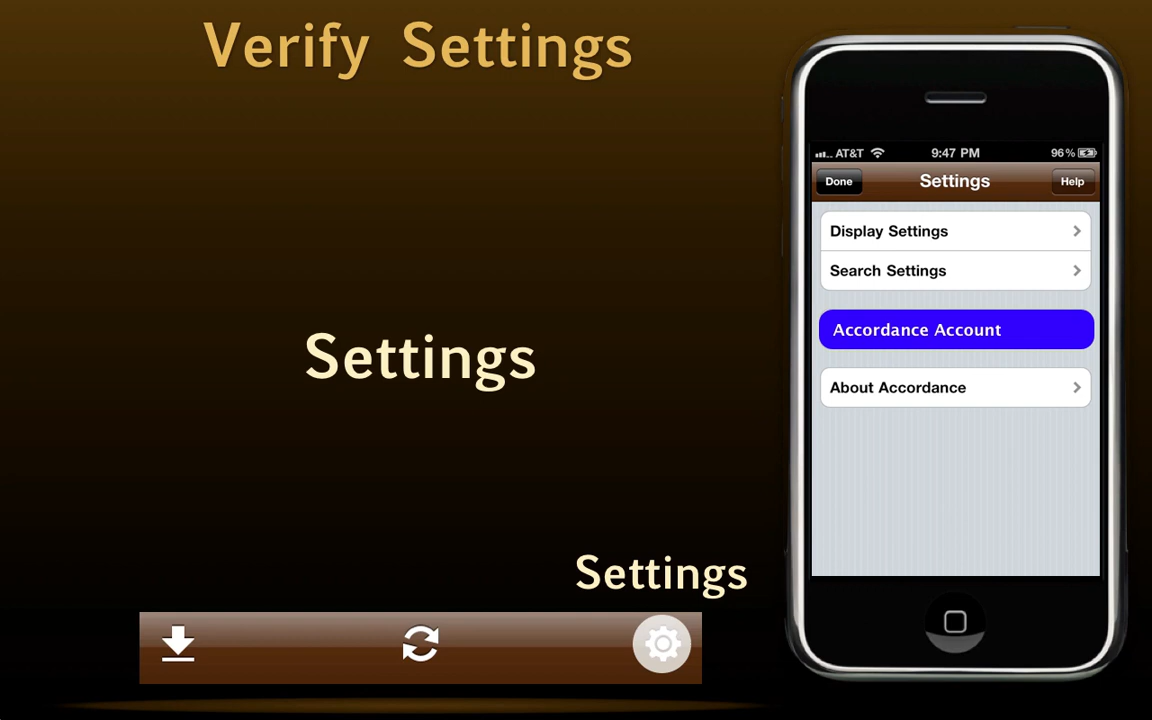 Verify Settings
Settings
Settings
AT&T 9:47 PM 96%
Done Settings Help
Display Settings
Search Settings
Accordance Account
About Accordance